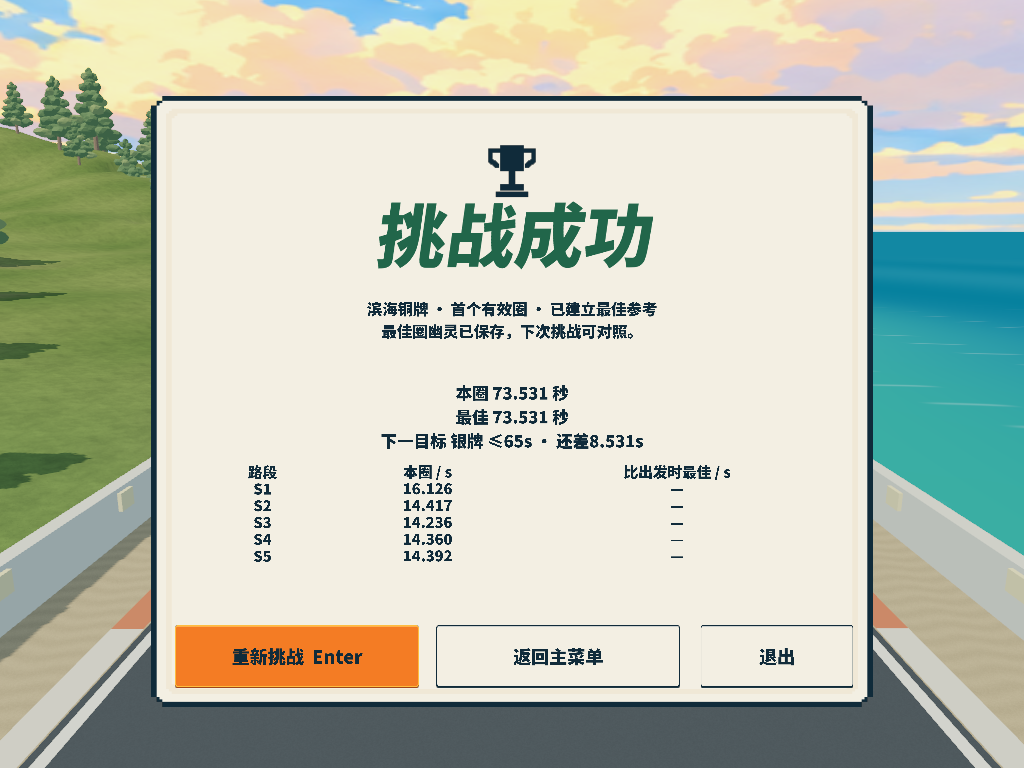 挑战成功
滨海铜牌 · 首个有效圈 · 已建立最佳参考
最佳圈幽灵已保存，下次挑战可对照。
本圈 73.531 秒
最佳 73.531 秒
下一目标 银牌 ≤65s · 还差8.531s
路段 本圈 / s 比出发时最佳 / s
S1 16.126 —
S2 14.417 —
S3 14.236 —
S4 14.360 —
S5 14.392 —
重新挑战 Enter 返回主菜单 退出